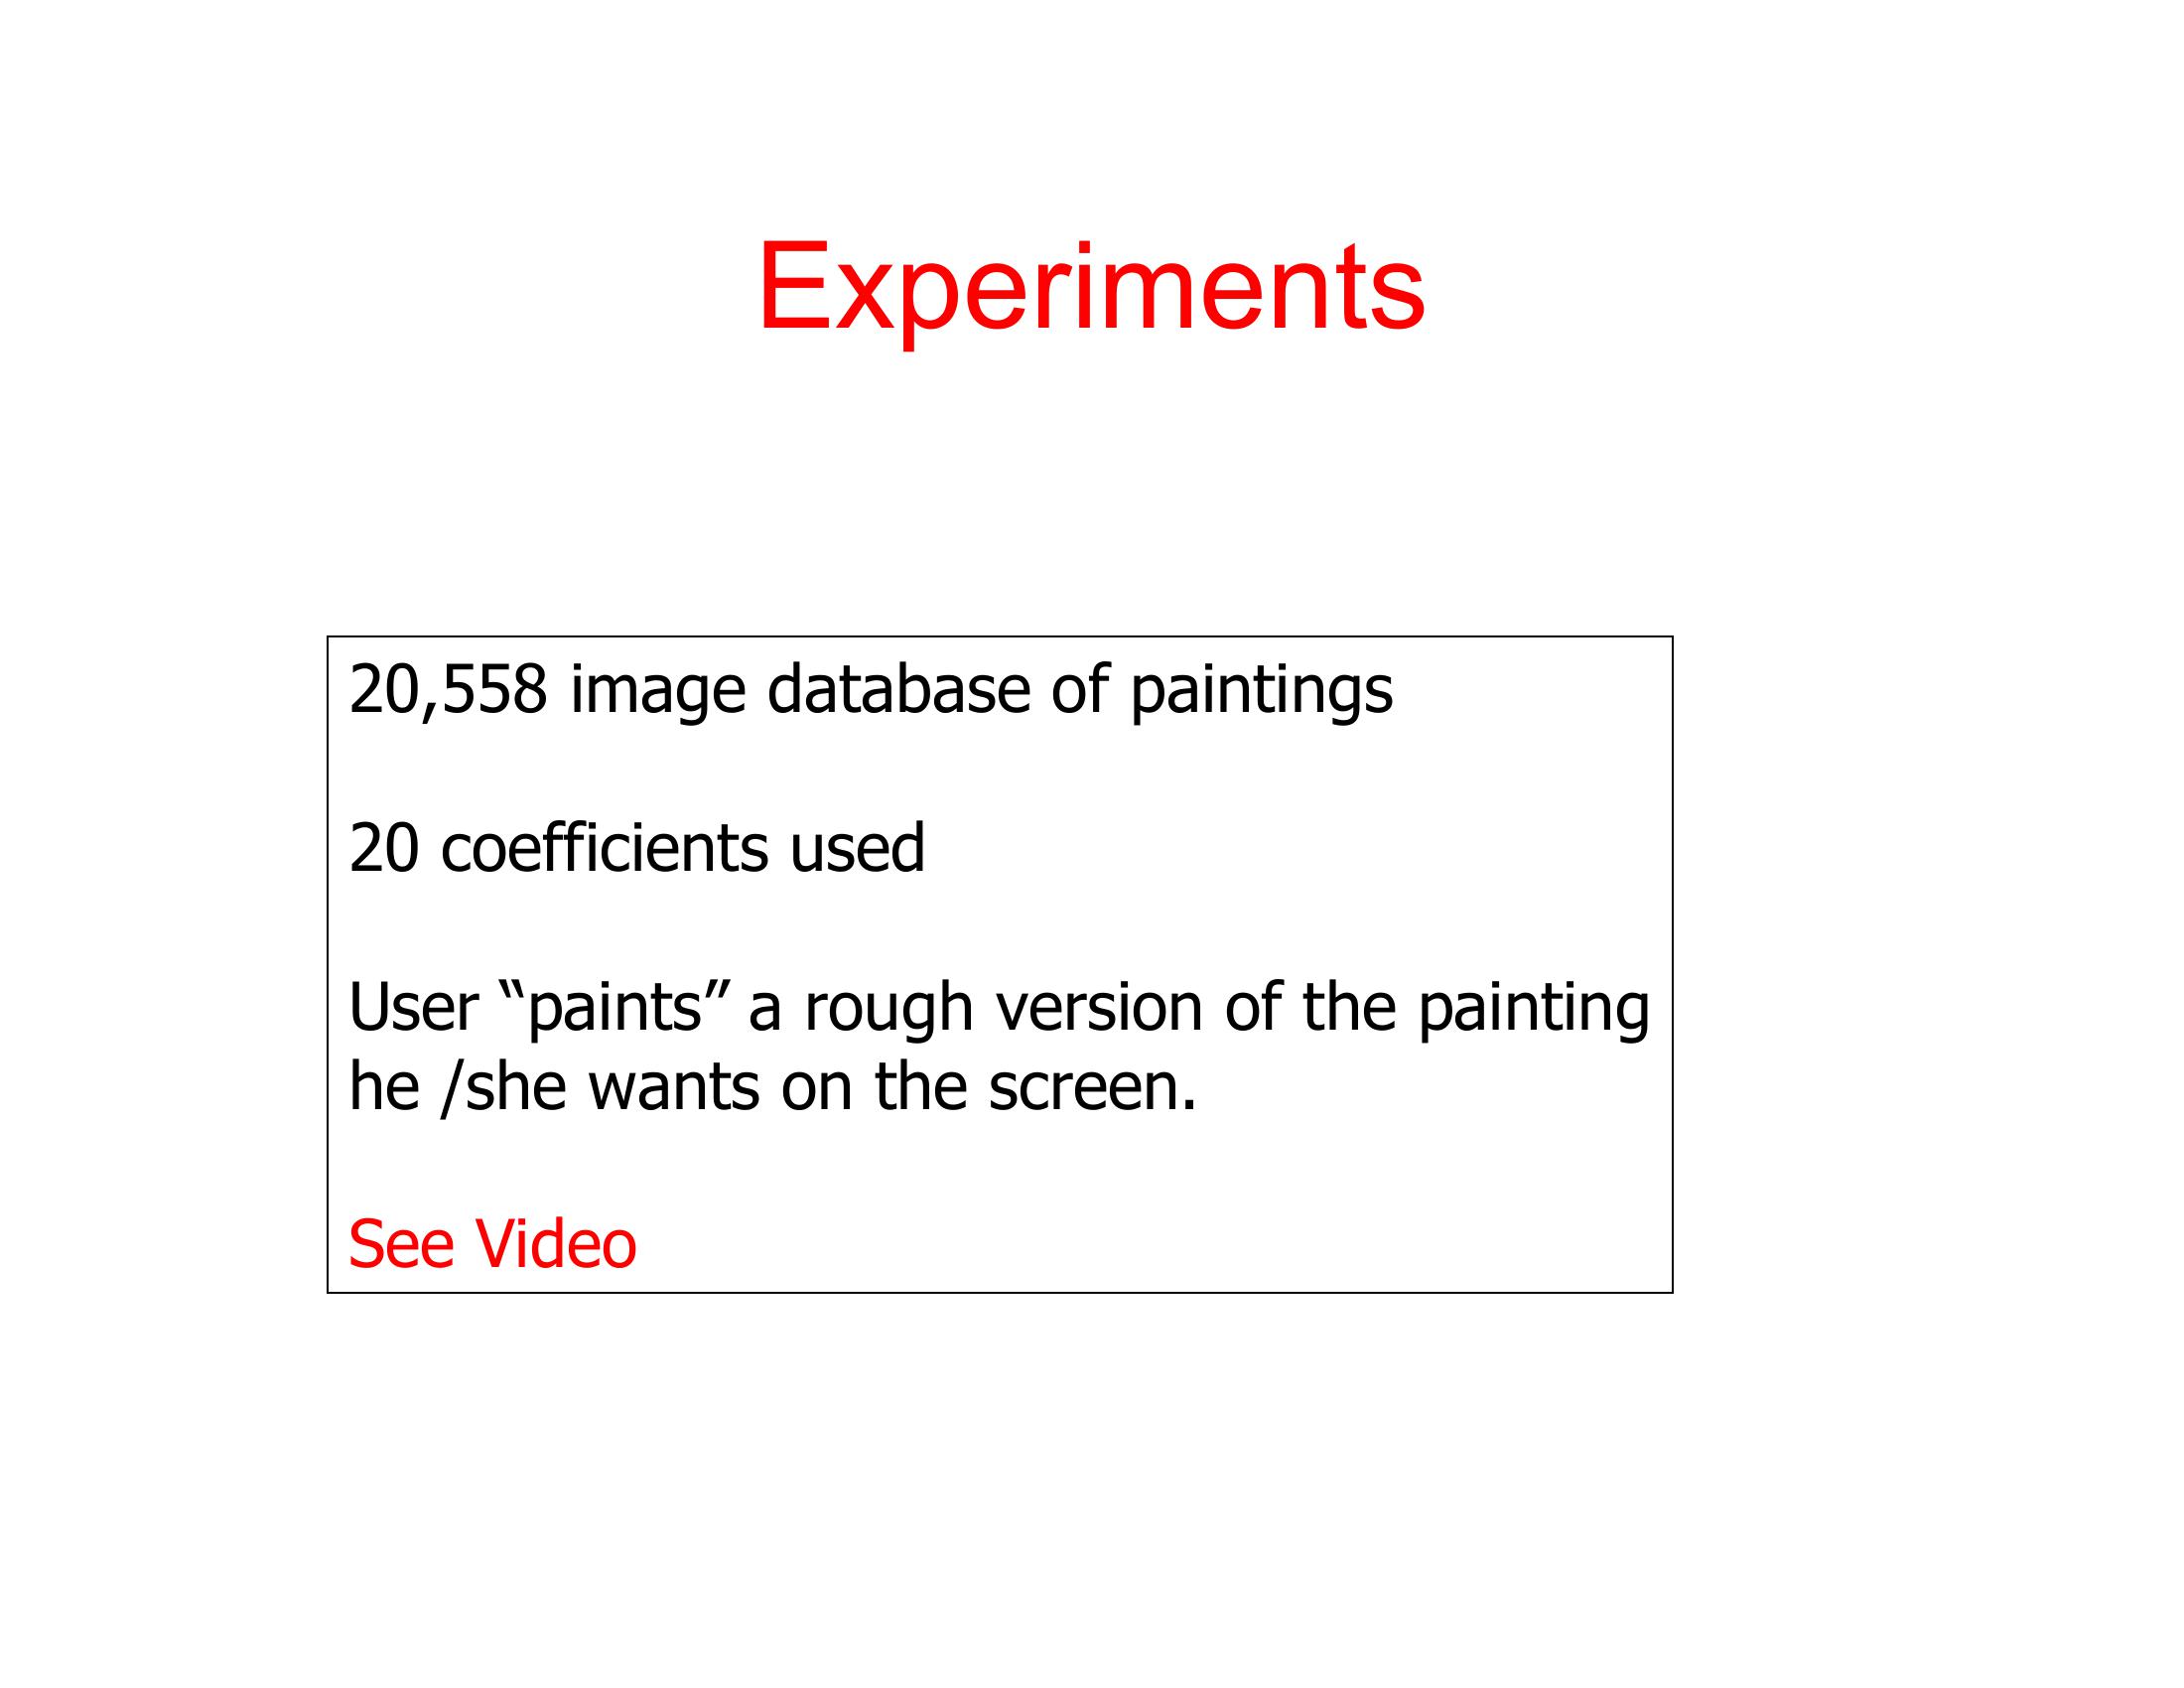 Experiments
20,558 image database of paintings
20 coefficients used
User “paints” a rough version of the painting
he /she wants on the screen.
See Video